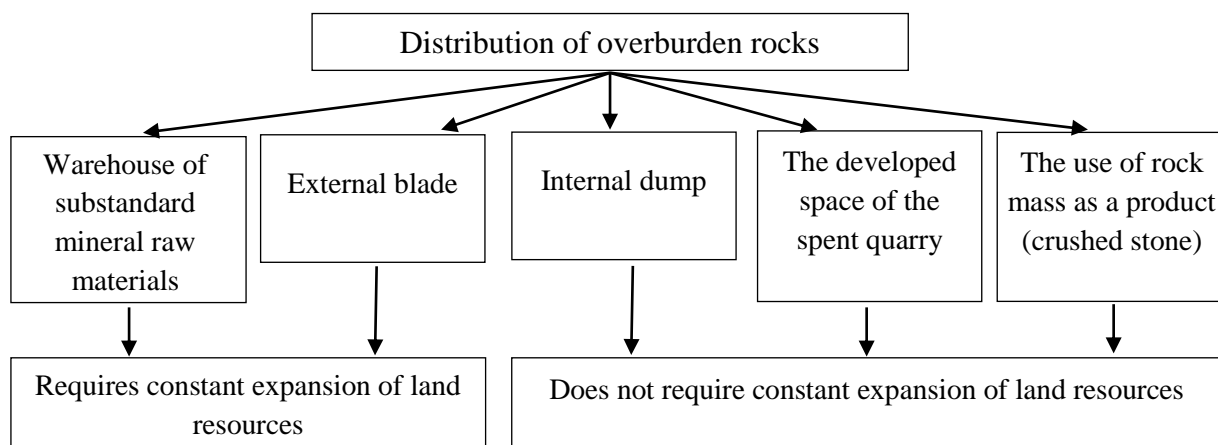 Distribution of overburden rocks
Warehouse of
substandard
mineral raw
materials
External blade
Internal dump
The developed
space of the
spent quarry
The use of rock
mass as a product
(crushed stone)
Requires constant expansion of land
resources
Does not require constant expansion of land resources